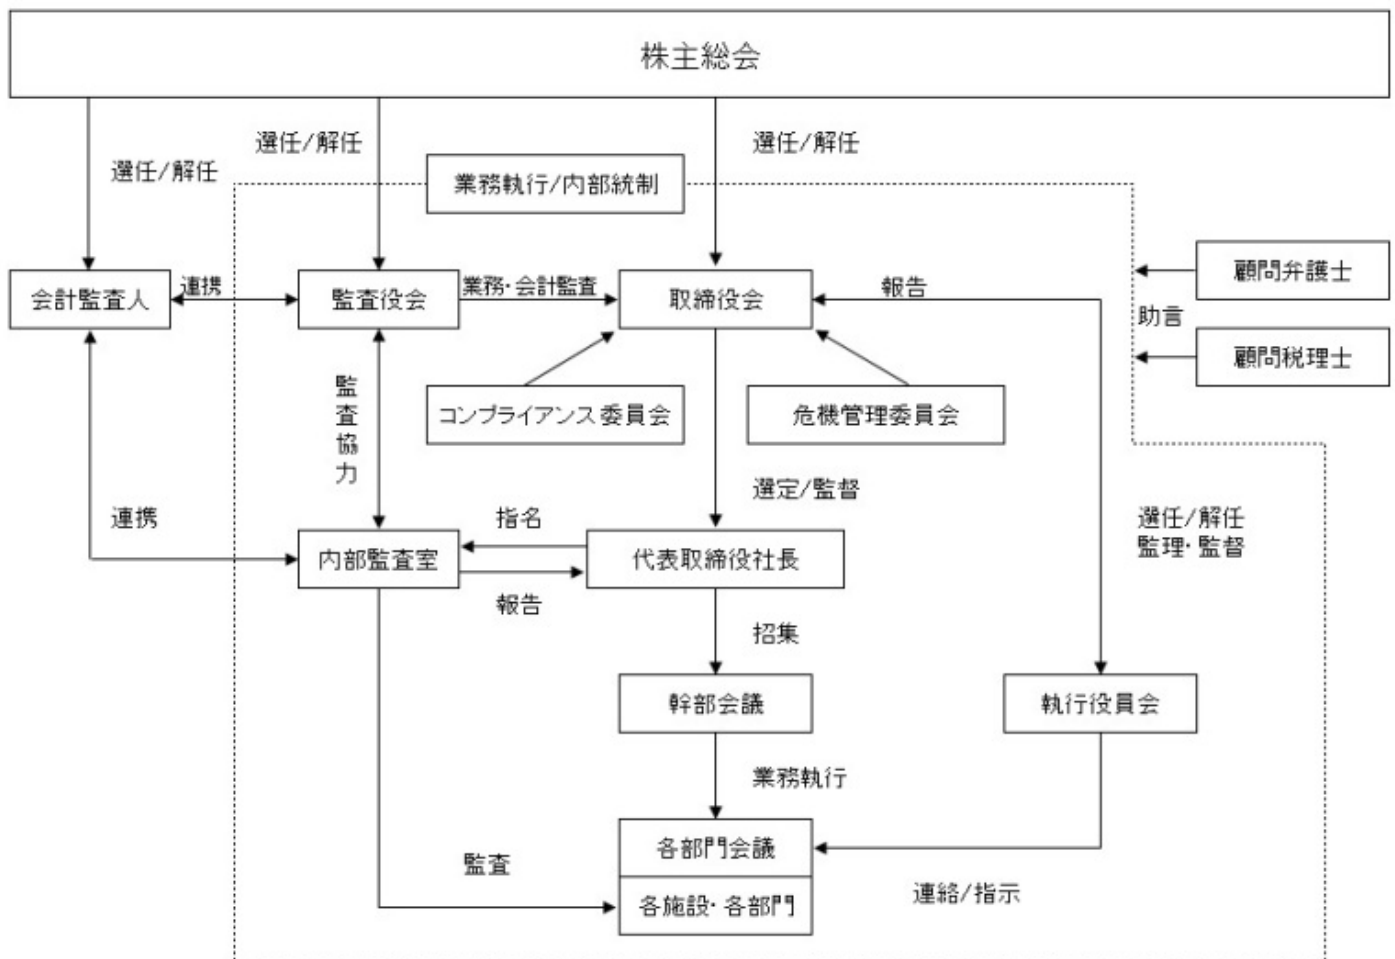 株主総会
選任/解任
選任/解任
選任/解任
業務執行/内部統制
会計監査人
連携
監査役会
業務・会計監査
取締役会
報告
顧問弁護士
助言
顧問税理士
監査協力
コンプライアンス委員会
危機管理委員会
選定/監督
連携
指名
選任/解任
監理・監督
内部監査室
代表取締役社長
報告
招集
幹部会議
執行役員会
業務執行
各部門会議
監査
連絡/指示
各施設・各部門